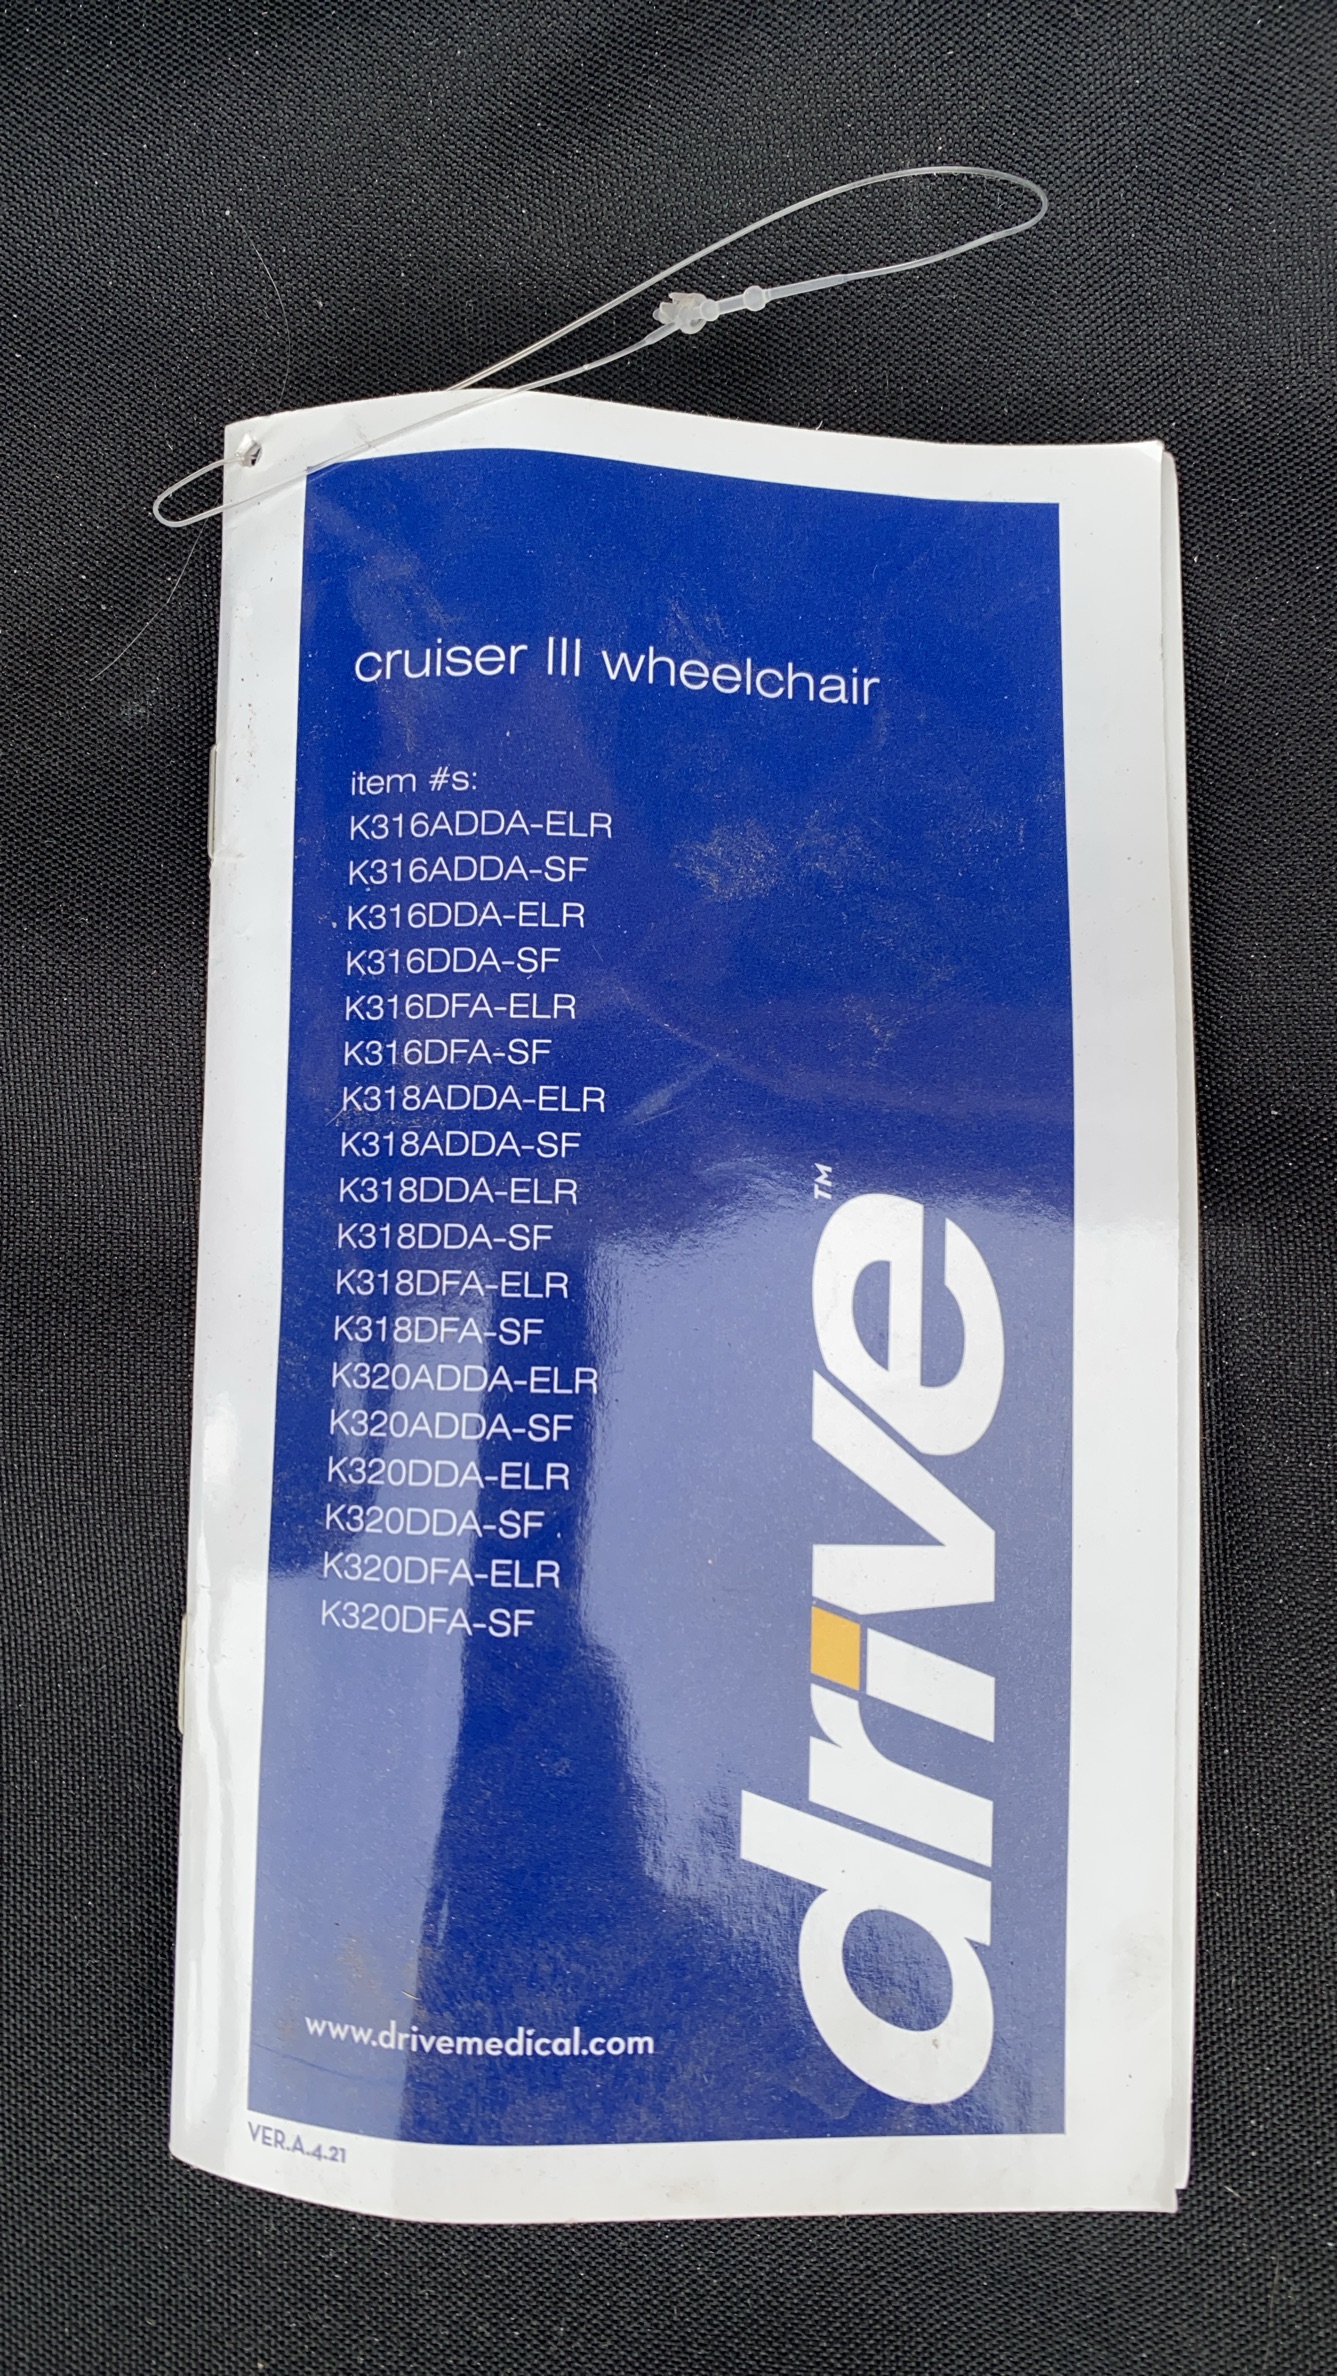 cruiser III wheelchair
item #s:
K316ADDA-ELR
K316ADDA-SF
K316DDA-ELR
K316DDA-SF
K316DFA-ELR
K316DFA-SF
K318ADDA-ELR
K318ADDA-SF
K318DDA-ELR
K318DDA-SF
K318DFA-ELR
K318DFA-SF
K320ADDA-ELR
K320ADDA-SF
K320DDA-ELR
K320DDA-SF
K320DFA-ELR
K320DFA-SF
drive™
www.drivemedical.com
VER.A.4.21